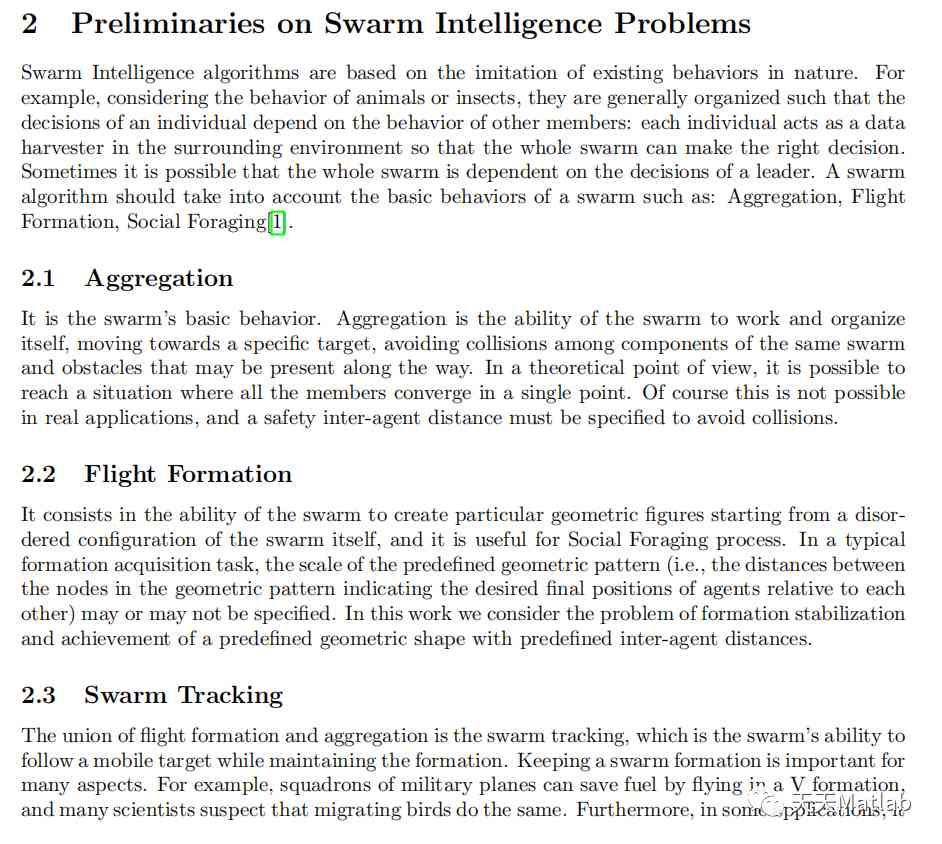 2 Preliminaries on Swarm Intelligence Problems
Swarm Intelligence algorithms are based on the imitation of existing behaviors in nature. For
example, considering the behavior of animals or insects, they are generally organized such that the
decisions of an individual depend on the behavior of other members: each individual acts as a data
harvester in the surrounding environment so that the whole swarm can make the right decision.
Sometimes it is possible that the whole swarm is dependent on the decisions of a leader. A swarm
algorithm should take into account the basic behaviors of a swarm such as: Aggregation, Flight
Formation, Social Foraging[1].
2.1 Aggregation
It is the swarm's basic behavior. Aggregation is the ability of the swarm to work and organize
itself, moving towards a specific target, avoiding collisions among components of the same swarm
and obstacles that may be present along the way. In a theoretical point of view, it is possible to
reach a situation where all the members converge in a single point. Of course this is not possible
in real applications, and a safety inter-agent distance must be specified to avoid collisions.
2.2 Flight Formation
It consists in the ability of the swarm to create particular geometric figures starting from a disor-
dered configuration of the swarm itself, and it is useful for Social Foraging process. In a typical
formation acquisition task, the scale of the predefined geometric pattern (i.e., the distances between
the nodes in the geometric pattern indicating the desired final positions of agents relative to each
other) may or may not be specified. In this work we consider the problem of formation stabilization
and achievement of a predefined geometric shape with predefined inter-agent distances.
2.3 Swarm Tracking
The union of flight formation and aggregation is the swarm tracking, which is the swarm's ability to
follow a mobile target while maintaining the formation. Keeping a swarm formation is important for
many aspects. For example, squadrons of military planes can save fuel by flying in a V formation,
and many scientists suspect that migrating birds do the same. Furthermore, in some applications, it
天天Matlab